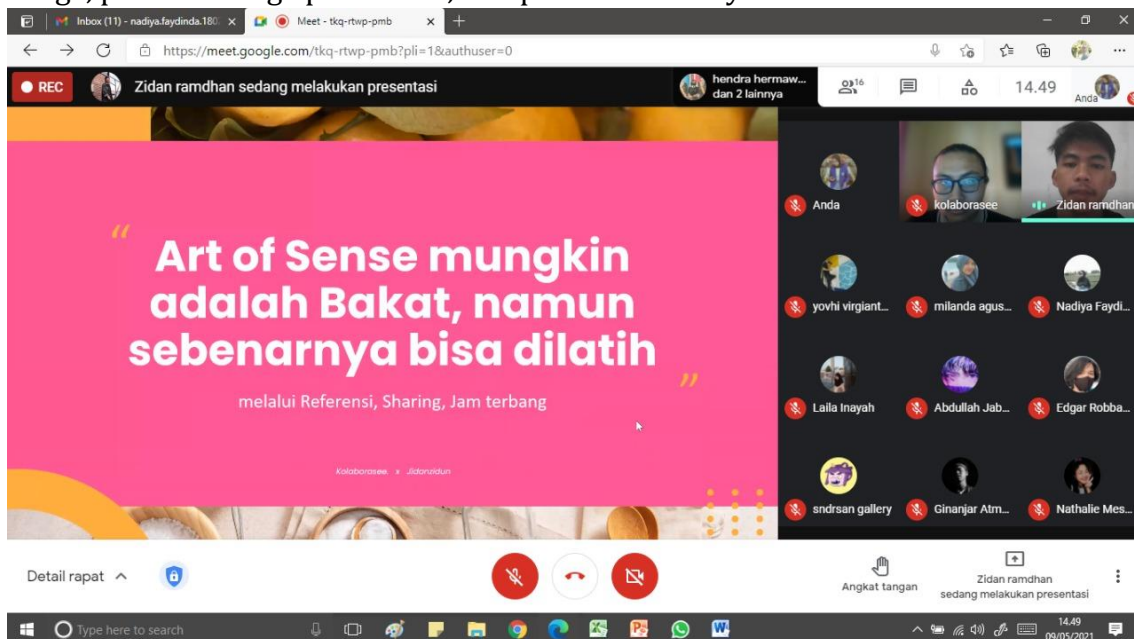 Inbox (11) - nadiya.faydinda.180
Meet - tkq-rtwp-pmb
https://meet.google.com/tkq-rtwp-pmb?pli=1&authuser=0
REC
Zidan ramdhan sedang melakukan presentasi
hendra hermaw...
dan 2 lainnya
16
14.49
Anda
" Art of Sense mungkin
adalah Bakat, namun
sebenarnya bisa dilatih "
melalui Referensi, Sharing, Jam terbang
Kolaborasee. x Jidonzidun
Anda
kolaborasee
Zidan ramdhan
yovhi virgiant...
milanda agus...
Nadiya Faydi...
Laila Inayah
Abdullah Jab...
Edgar Robba...
sndrsan gallery
Ginanjar Atm...
Nathalie Mes...
Detail rapat
Angkat tangan
Zidan ramdhan
sedang melakukan presentasi
Type here to search
14.49
09/05/2021